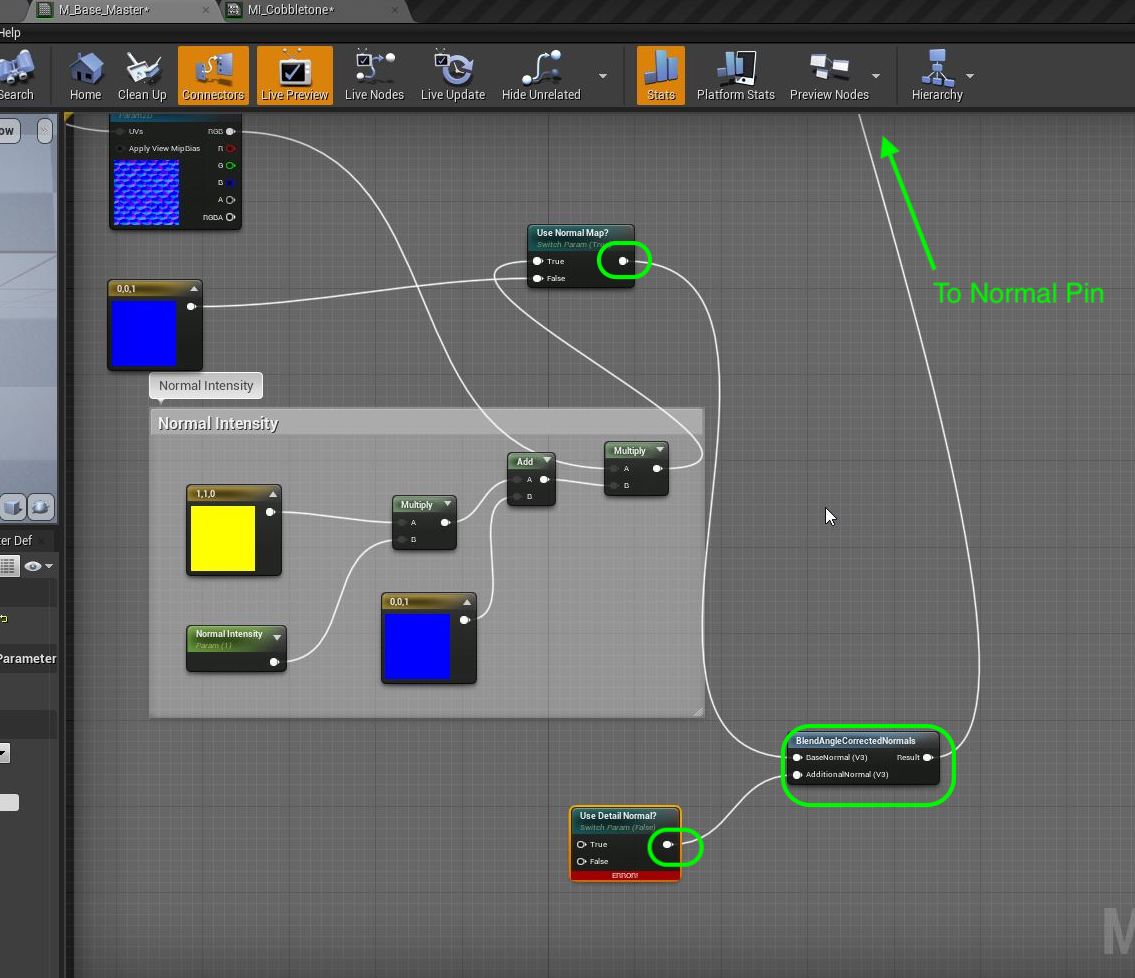 M_Base_Master*
MI_Cobbletone*
Help
Search
Home
Clean Up
Connectors
Live Preview
Live Nodes
Live Update
Hide Unrelated
Stats
Platform Stats
Preview Nodes
Hierarchy
ow
Param2D
UVs
RGB
Apply View MipBias
R
G
B
A
RGBA
0,0,1
Use Normal Map?
Switch Param (Tru
True
False
To Normal Pin
Normal Intensity
Normal Intensity
1,1,0
Multiply
A
B
Add
A
B
Multiply
A
B
0,0,1
Normal Intensity
Param (1)
ter Def
Parameter
BlendAngleCorrectedNormals
BaseNormal (V3)
Result
AdditionalNormal (V3)
Use Detail Normal?
Switch Param (False)
True
False
ERROR!
M